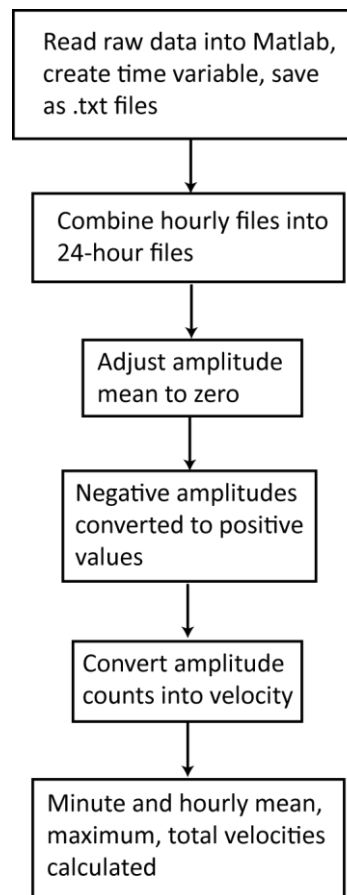 Read raw data into Matlab,
create time variable, save
as .txt files
Combine hourly files into
24-hour files
Adjust amplitude
mean to zero
Negative amplitudes
converted to positive
values
Convert amplitude
counts into velocity
Minute and hourly mean,
maximum, total velocities
calculated